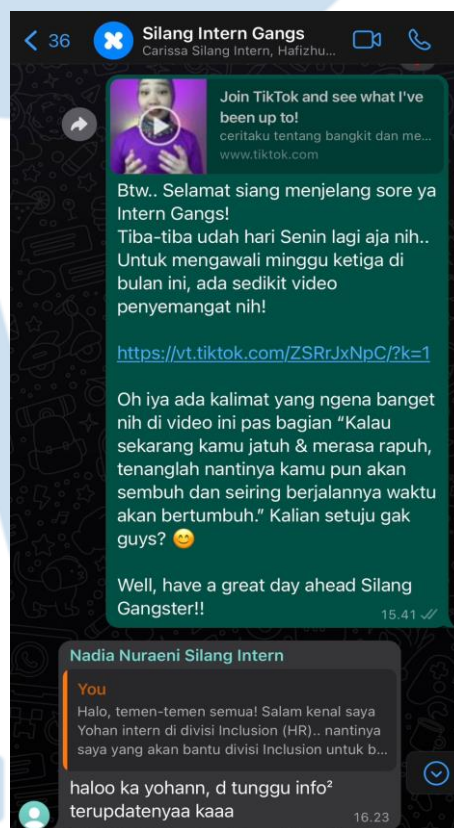 36
Silang Intern Gangs
Carissa Silang Intern, Hafizhu...
Join TikTok and see what I've
been up to!
ceritaku tentang bangkit dan me...
www.tiktok.com
Btw.. Selamat siang menjelang sore ya
Intern Gangs!
Tiba-tiba udah hari Senin lagi aja nih..
Untuk mengawali minggu ketiga di
bulan ini, ada sedikit video
penyemangat nih!
https://vt.tiktok.com/ZSRrJxNpC/?k=1
Oh iya ada kalimat yang ngena banget
nih di video ini pas bagian “Kalau
sekarang kamu jatuh & merasa rapuh,
tenanglah nantinya kamu pun akan
sembuh dan seiring berjalannya waktu
akan bertumbuh.” Kalian setuju gak
guys? 😊
Well, have a great day ahead Silang
Gangster!!
15.41
Nadia Nuraeni Silang Intern
You
Halo, temen-temen semua! Salam kenal saya
Yohan intern di divisi Inclusion (HR).. nantinya
saya yang akan bantu divisi Inclusion untuk b...
haloo ka yohann, d tunggu info²
terupdatenyaa kaaa
16.23